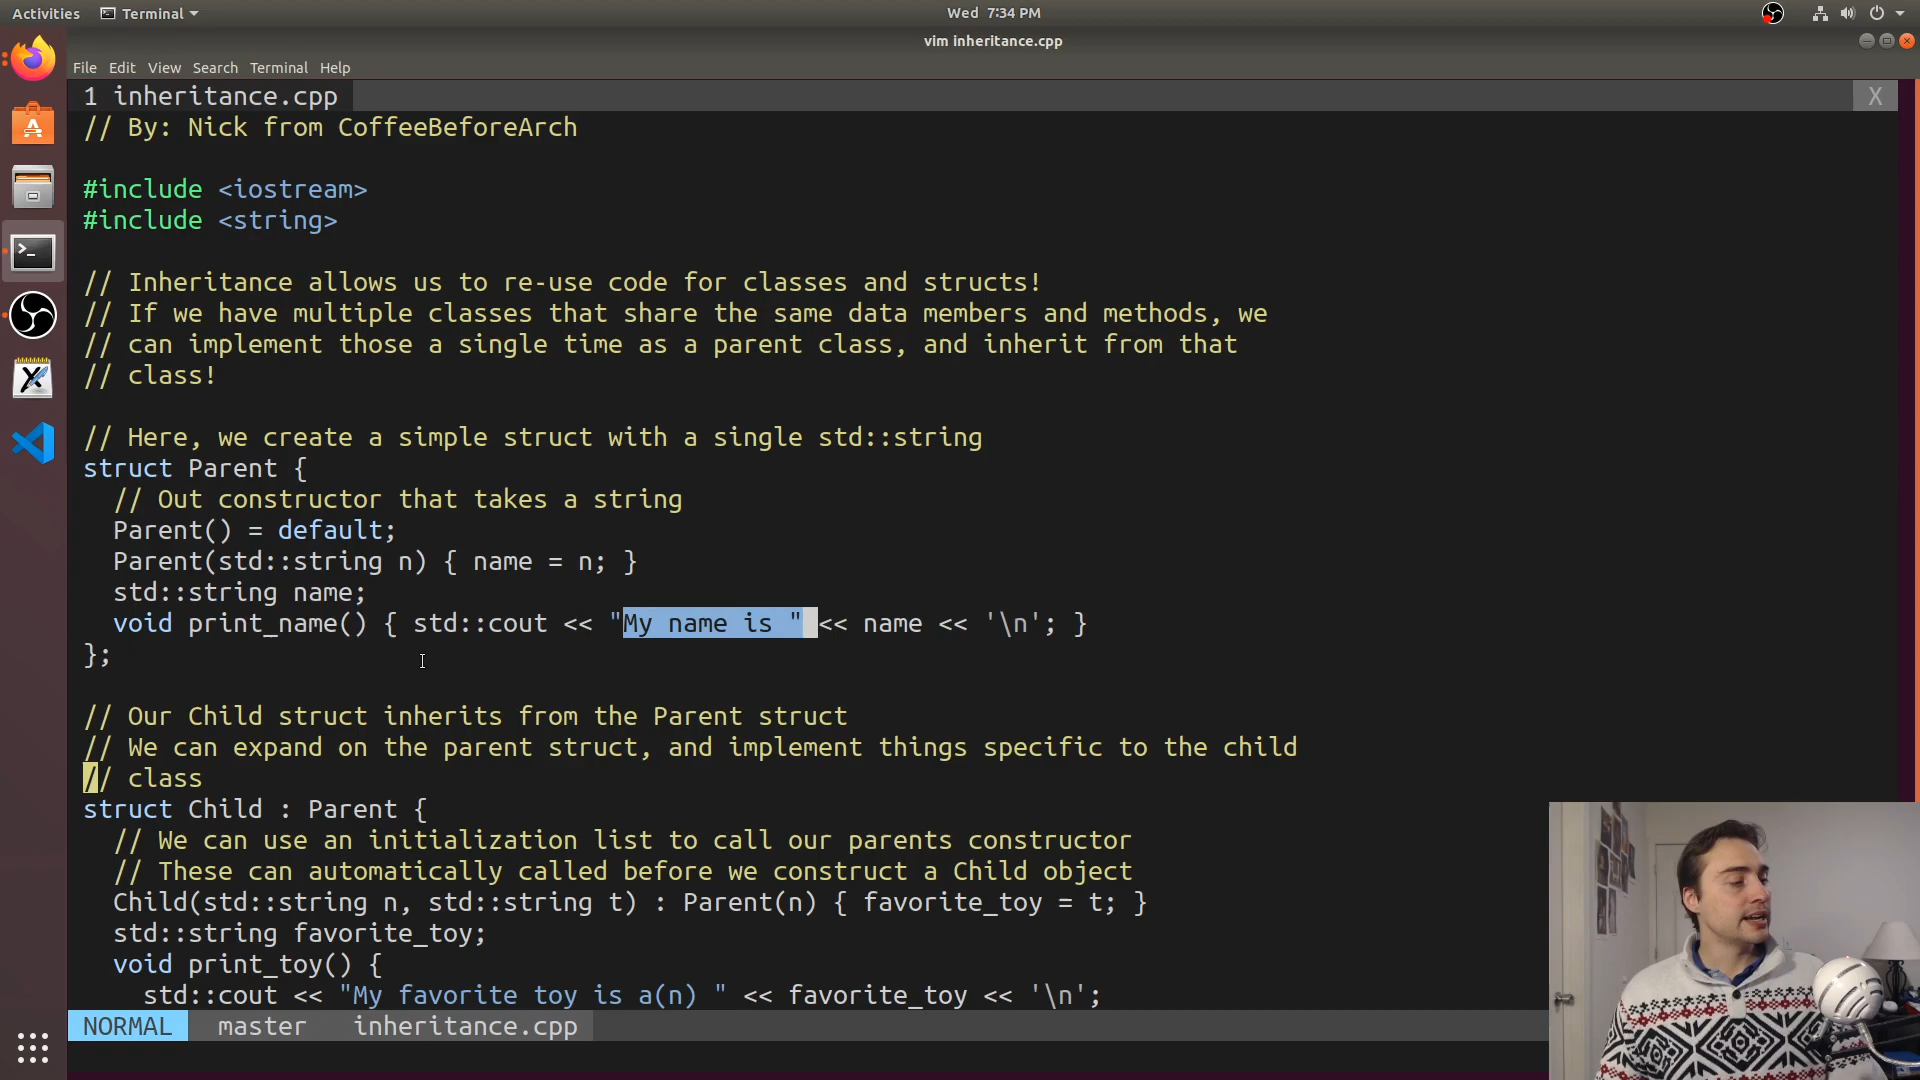 Activities Terminal Wed 7:34 PM
vim inheritance.cpp
File Edit View Search Terminal Help
1 inheritance.cpp X
// By: Nick from CoffeeBeforeArch
#include <iostream>
#include <string>
// Inheritance allows us to re-use code for classes and structs!
// If we have multiple classes that share the same data members and methods, we
// can implement those a single time as a parent class, and inherit from that
// class!
// Here, we create a simple struct with a single std::string
struct Parent {
// Out constructor that takes a string
Parent() = default;
Parent(std::string n) { name = n; }
std::string name;
void print_name() { std::cout << "My name is " << name << '\n'; }
};
// Our Child struct inherits from the Parent struct
// We can expand on the parent struct, and implement things specific to the child
// class
struct Child : Parent {
// We can use an initialization list to call our parents constructor
// These can automatically called before we construct a Child object
Child(std::string n, std::string t) : Parent(n) { favorite_toy = t; }
std::string favorite_toy;
void print_toy() {
std::cout << "My favorite toy is a(n) " << favorite_toy << '\n';
NORMAL master inheritance.cpp